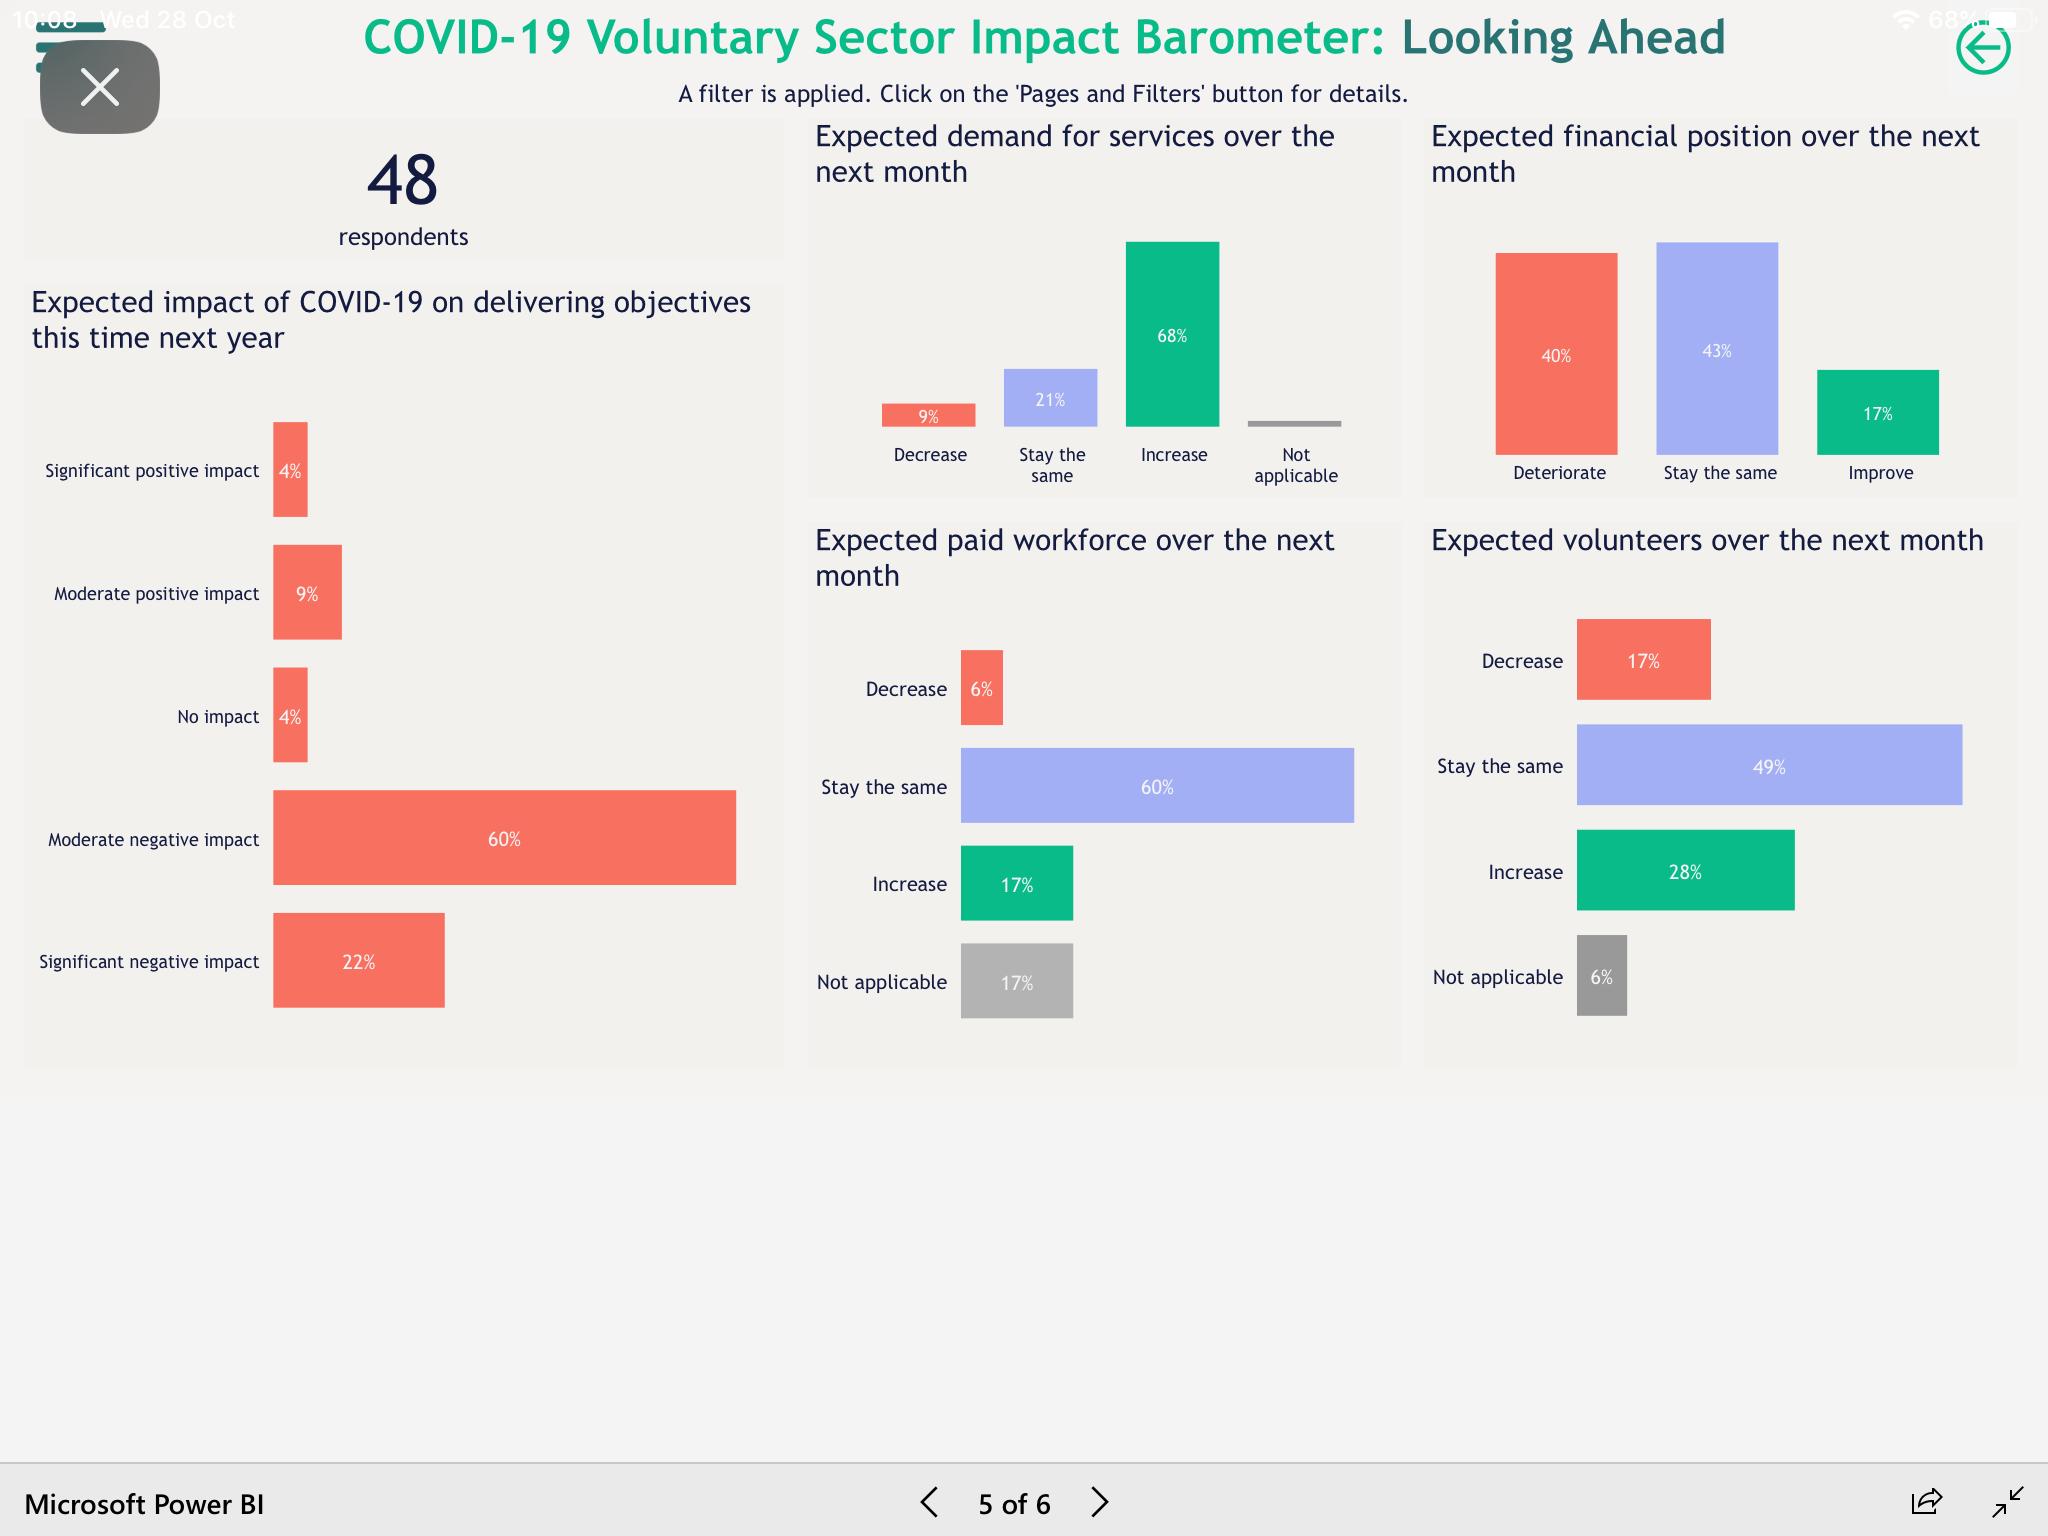 10:08 Wed 28 Oct
68%
COVID-19 Voluntary Sector Impact Barometer: Looking Ahead
A filter is applied. Click on the 'Pages and Filters' button for details.
48
respondents
Expected impact of COVID-19 on delivering objectives
this time next year
Significant positive impact
4%
Moderate positive impact
9%
No impact
4%
Moderate negative impact
60%
Significant negative impact
22%
Expected demand for services over the
next month
9%
21%
68%
Decrease
Stay the
same
Increase
Not
applicable
Expected financial position over the next
month
40%
43%
17%
Deteriorate
Stay the same
Improve
Expected paid workforce over the next
month
Decrease
6%
Stay the same
60%
Increase
17%
Not applicable
17%
Expected volunteers over the next month
Decrease
17%
Stay the same
49%
Increase
28%
Not applicable
6%
Microsoft Power BI
5 of 6